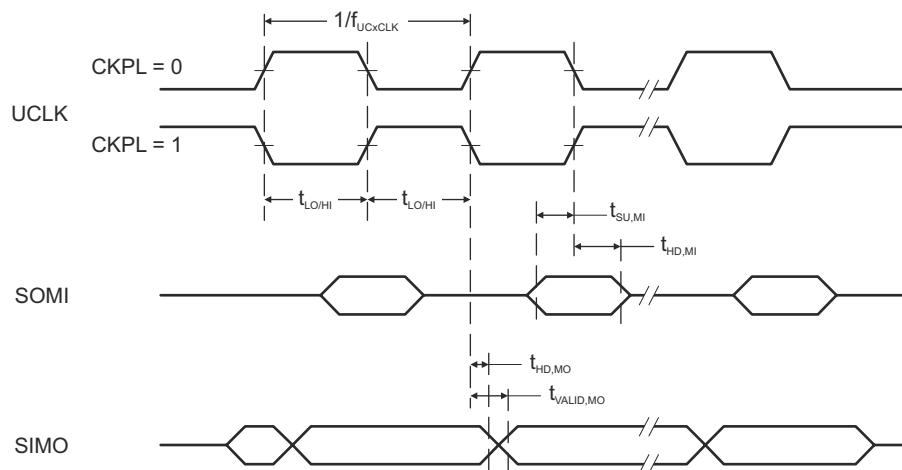 1/fUCxCLK
CKPL = 0
UCLK
CKPL = 1
tLO/HI
tLO/HI
tSU,MI
tHD,MI
SOMI
tHD,MO
tVALID,MO
SIMO